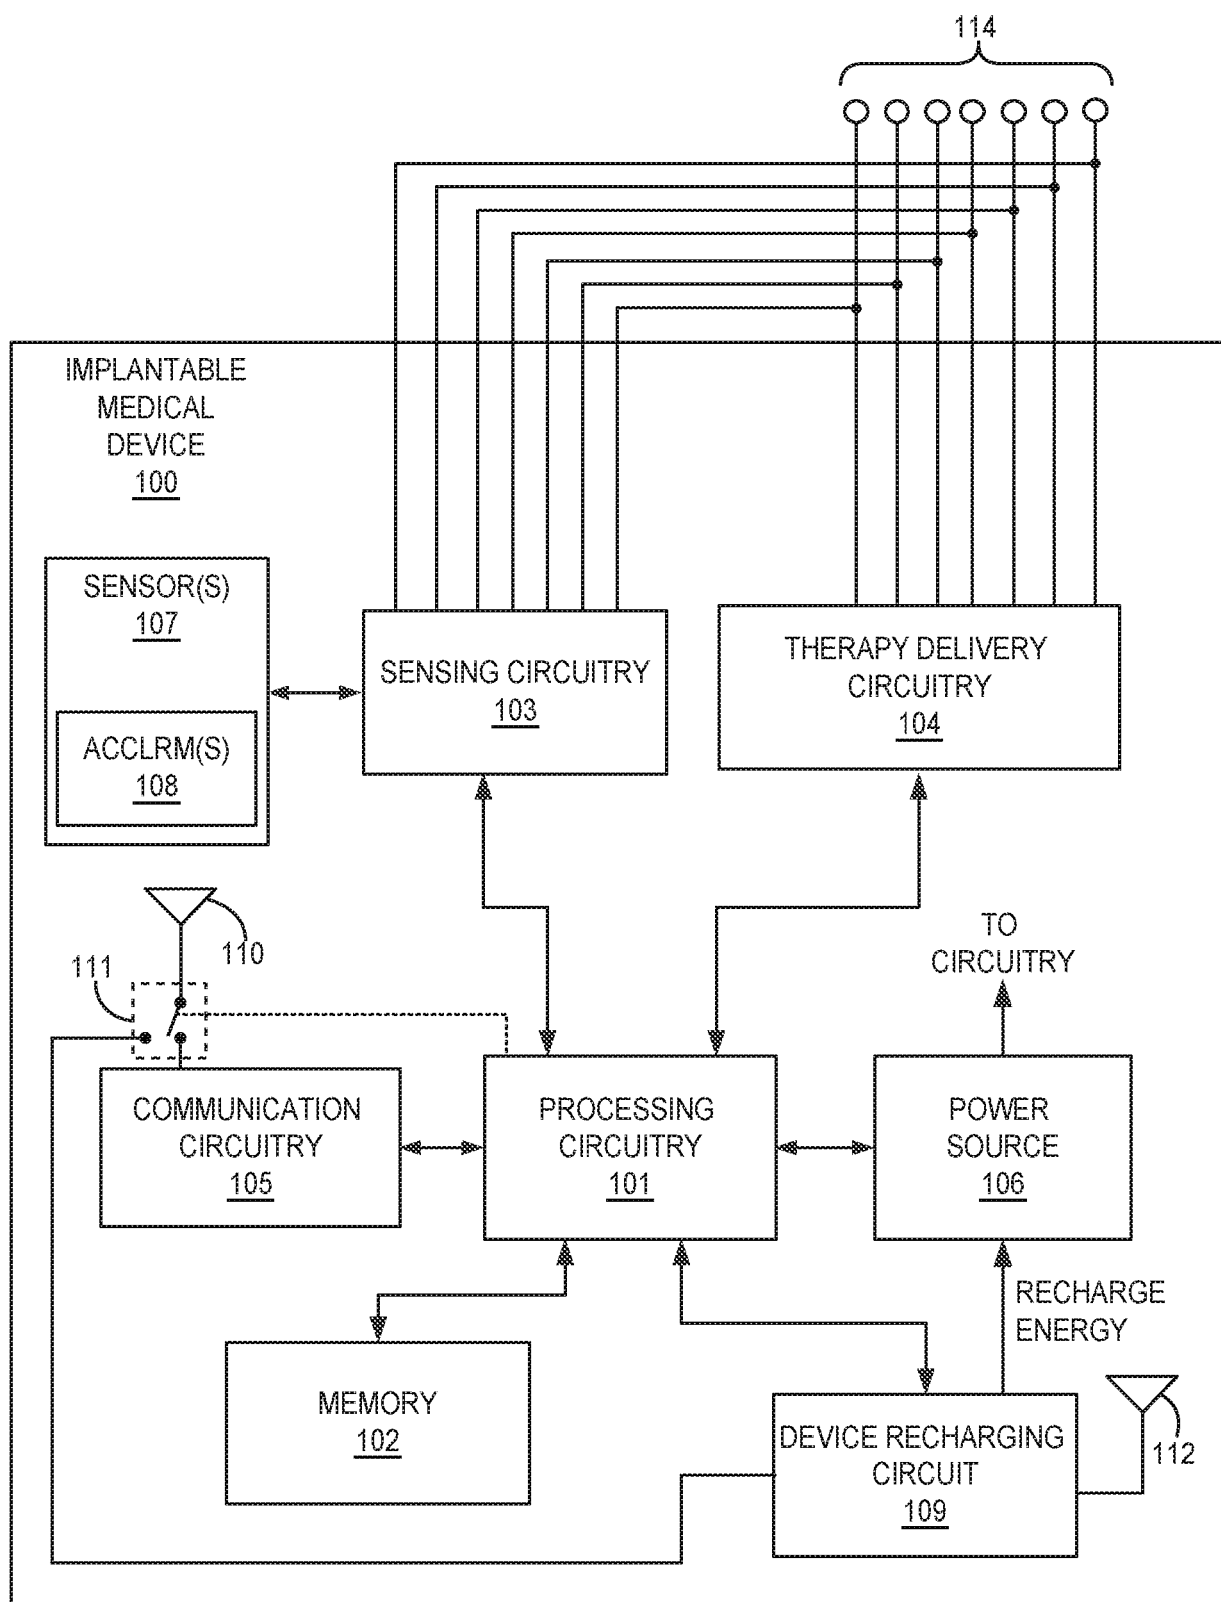 114
IMPLANTABLE
MEDICAL
DEVICE
100
SENSOR(S)
107
ACCLRM(S)
108
SENSING CIRCUITRY
103
THERAPY DELIVERY
CIRCUITRY
104
110
111
TO
CIRCUITRY
COMMUNICATION
CIRCUITRY
105
PROCESSING
CIRCUITRY
101
POWER
SOURCE
106
RECHARGE
ENERGY
MEMORY
102
DEVICE RECHARGING
CIRCUIT
109
112